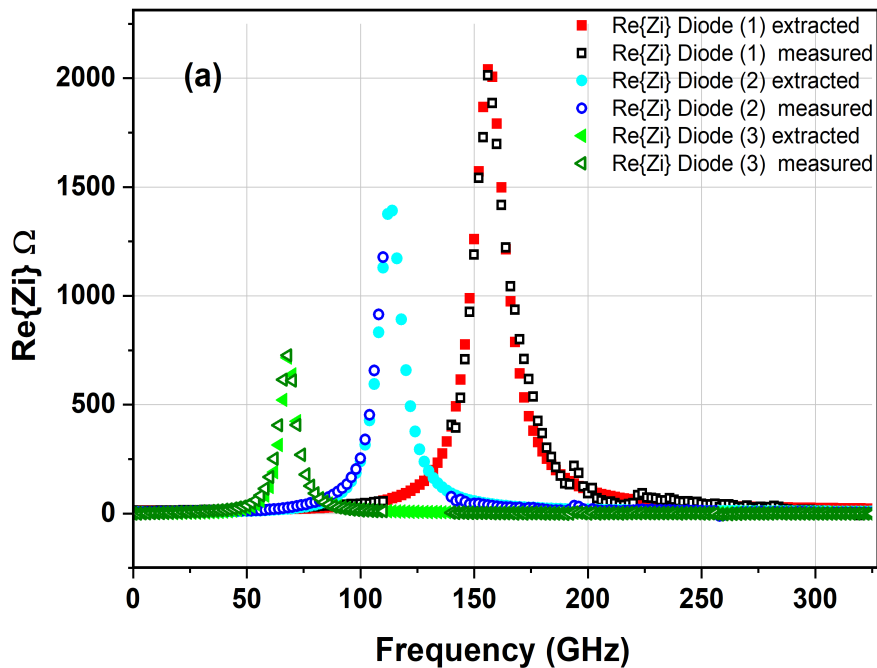 (a)
Re{Zi} Diode (1) extracted
Re{Zi} Diode (1) measured
Re{Zi} Diode (2) extracted
Re{Zi} Diode (2) measured
Re{Zi} Diode (3) extracted
Re{Zi} Diode (3) measured
Re{Zi} Ω
2000
1500
1000
500
0
0 50 100 150 200 250 300
Frequency (GHz)